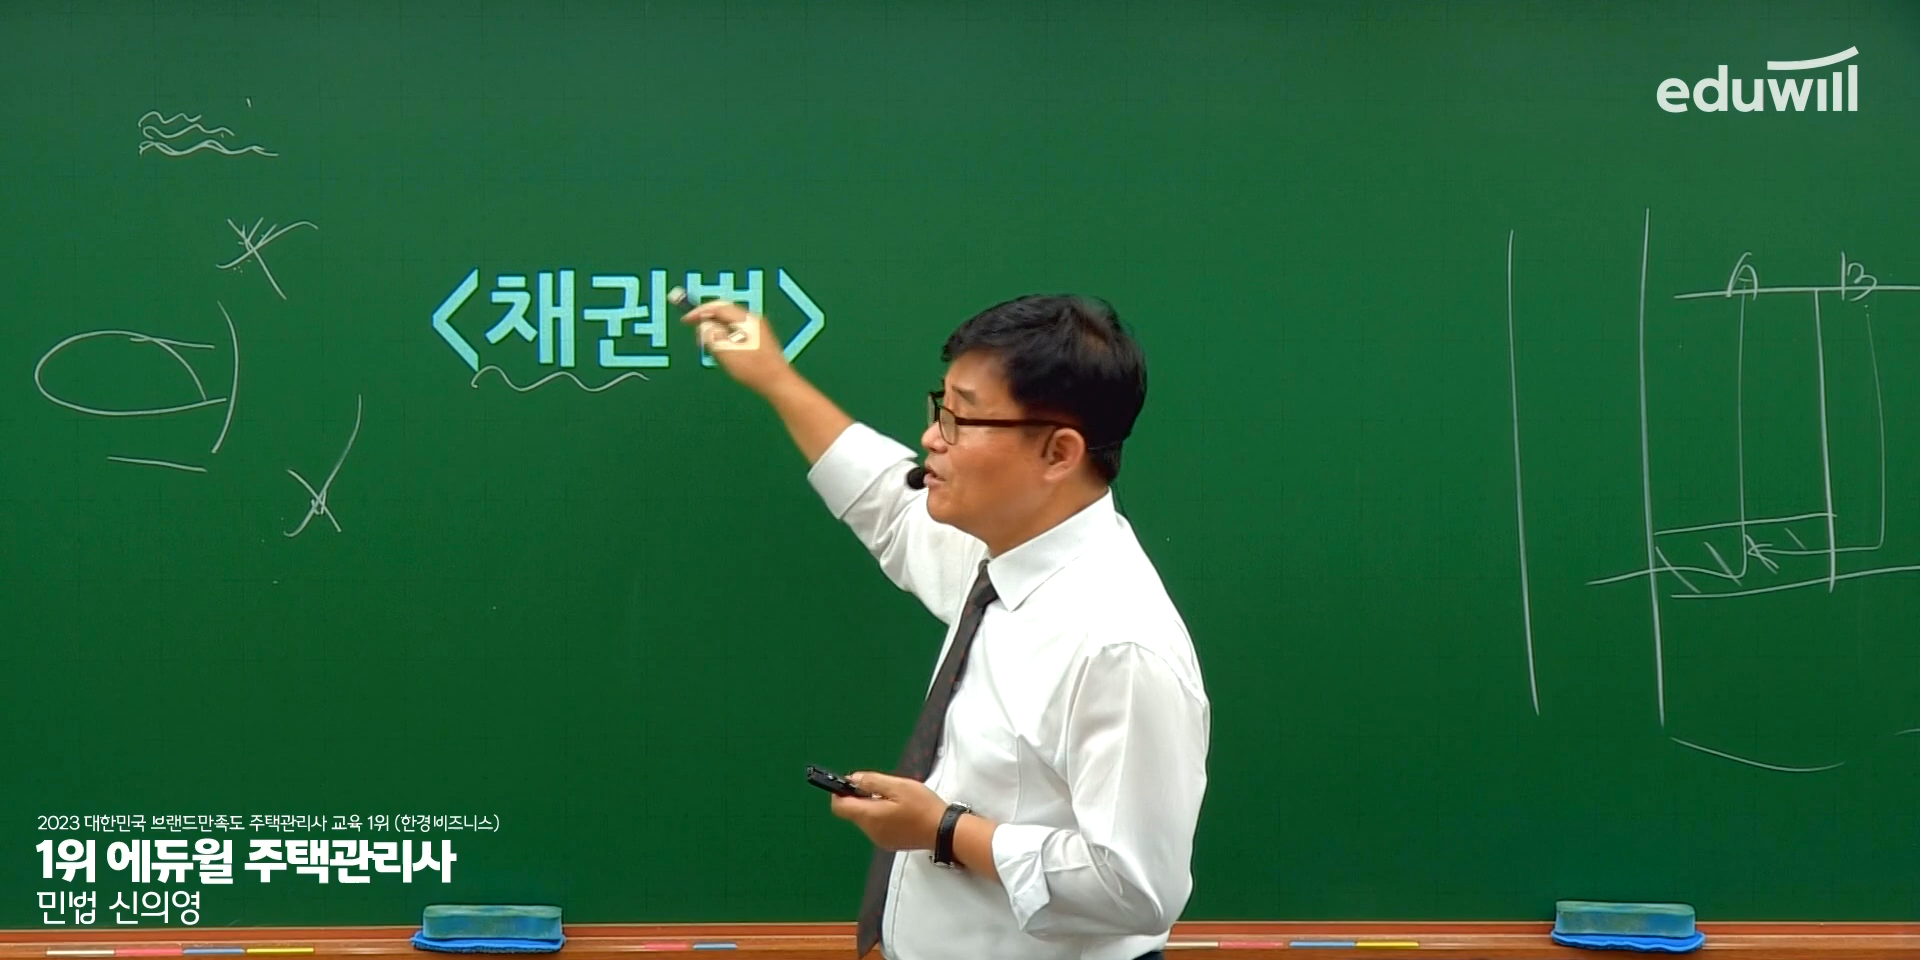 eduwill
<채권법>
A B
2023 대한민국 브랜드만족도 주택관리사 교육 1위 (한경비즈니스)
1위 에듀윌 주택관리사
민법 신의영